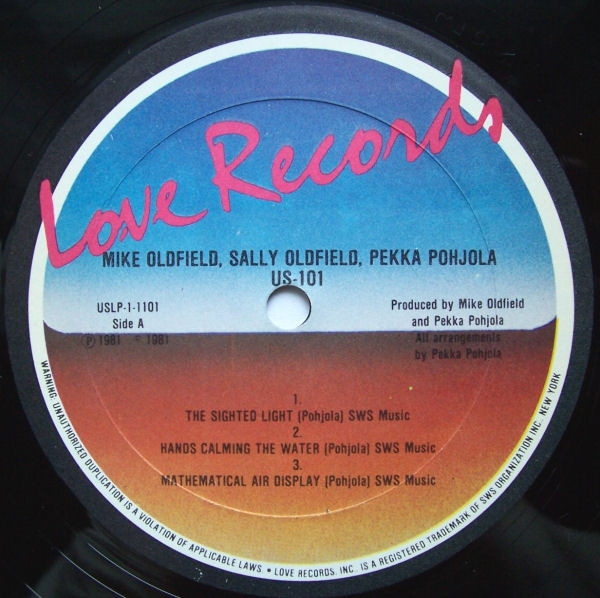 Love Records
MIKE OLDFIELD, SALLY OLDFIELD, PEKKA POHJOLA
US-101
USLP-1-1101
Side A
℗ 1981 © 1981
Produced by Mike Oldfield
and Pekka Pohjola
All arrangements
by Pekka Pohjola
1.
THE SIGHTED LIGHT (Pohjola) SWS Music
2.
HANDS CALMING THE WATER (Pohjola) SWS Music
3.
MATHEMATICAL AIR DISPLAY (Pohjola) SWS Music
WARNING: UNAUTHORIZED DUPLICATION IS A VIOLATION OF APPLICABLE LAWS. • LOVE RECORDS, INC., IS A REGISTERED TRADEMARK OF SWS ORGANIZATION INC. NEW YORK